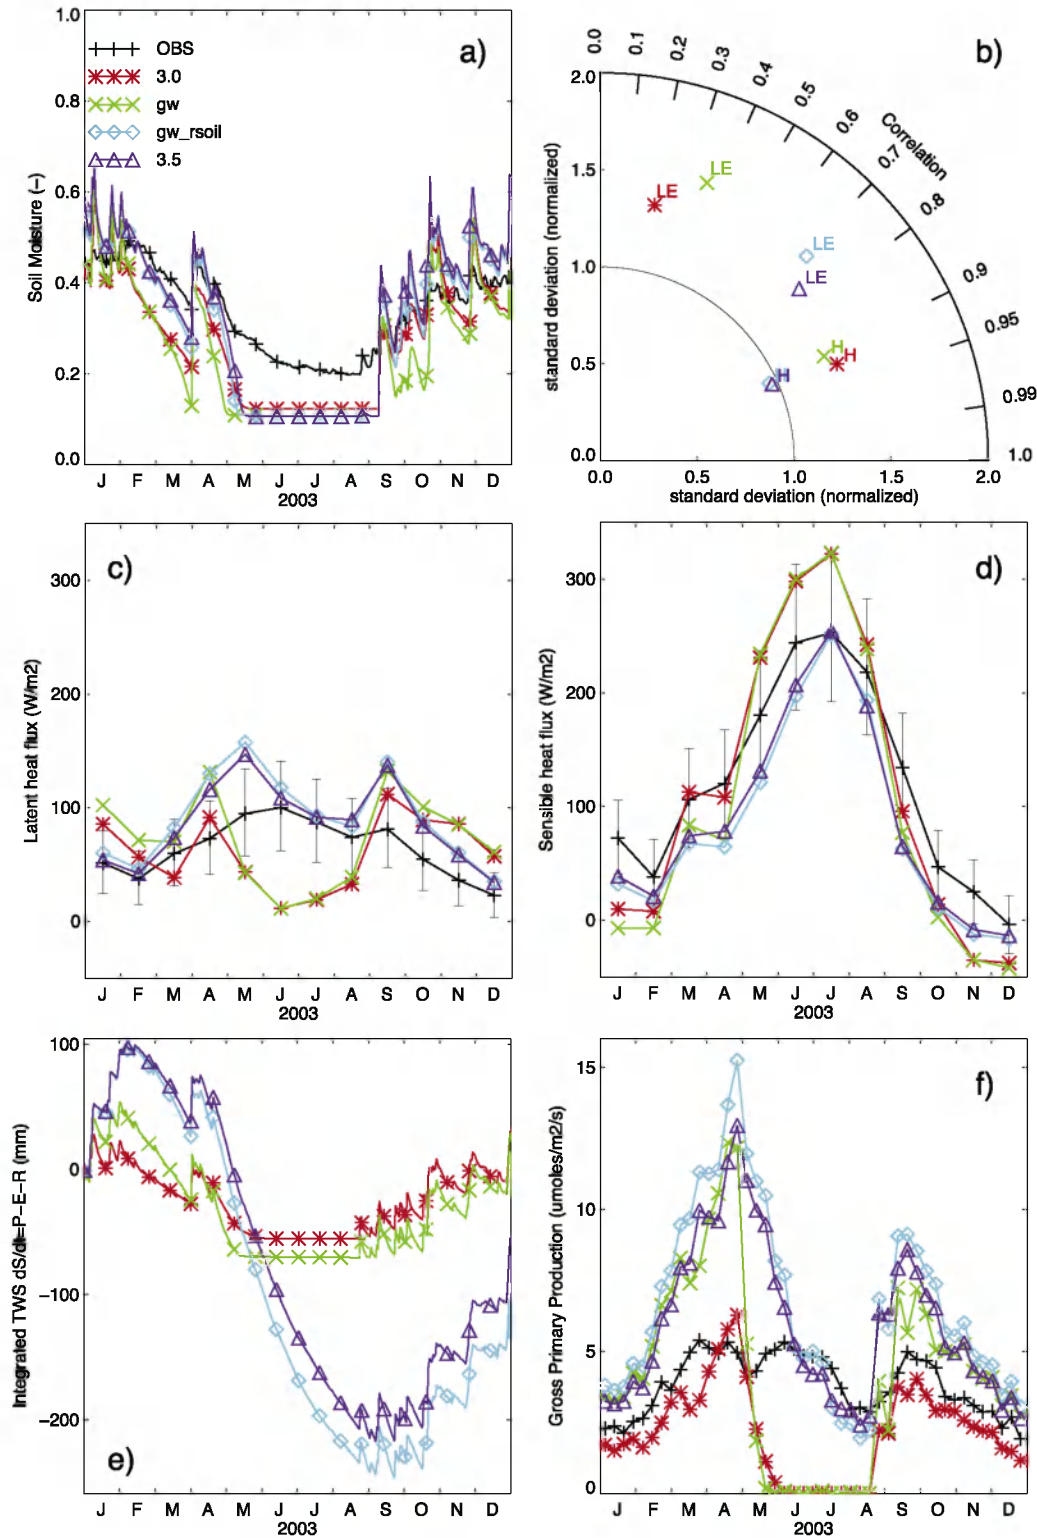 a)
1.0
0.8
0.6
0.4
0.2
0.0
Soil Moisture (–)
OBS
3.0
gw
gw_rsoil
3.5
J F M A M J J A S O N D
2003
b)
0.0 0.1 0.2 0.3 0.4 0.5 0.6 0.7 0.8 0.9 0.95 0.99 1.0
Correlation
2.0
1.5
1.0
0.5
0.0
standard deviation (normalized)
LE
LE
LE
LE
H
H
H
0.0 0.5 1.0 1.5 2.0
standard deviation (normalized)
c)
300
200
100
0
Latent heat flux (W/m2)
J F M A M J J A S O N D
2003
d)
300
200
100
0
Sensible heat flux (W/m2)
J F M A M J J A S O N D
2003
e)
100
0
−100
−200
Integrated TWS dS/dt=P−E−R (mm)
J F M A M J J A S O N D
2003
f)
15
10
5
0
Gross Primary Production (umoles/m2/s)
J F M A M J J A S O N D
2003